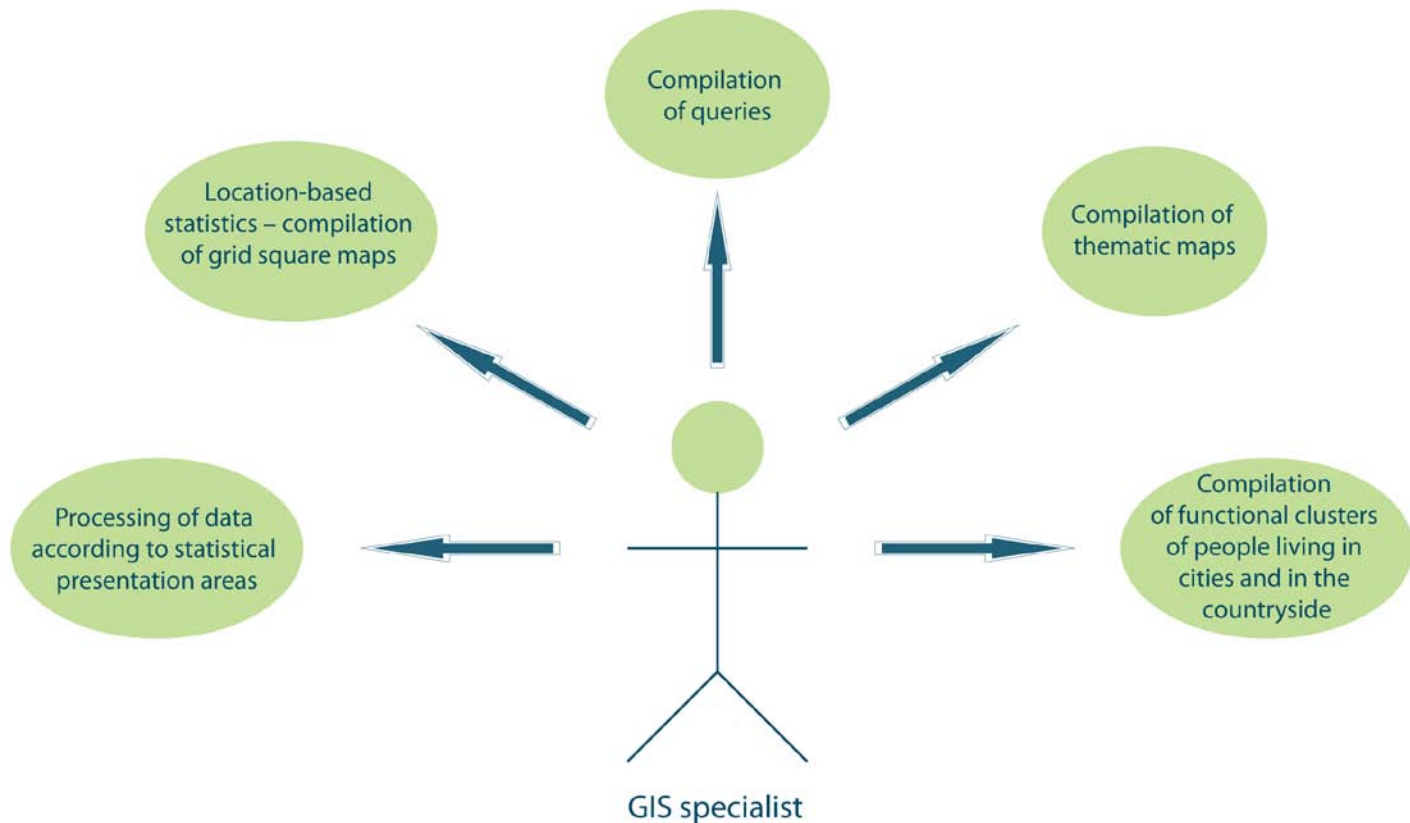 Compilation
of queries
Location-based
statistics – compilation
of grid square maps
Compilation of
thematic maps
Processing of data
according to statistical
presentation areas
Compilation
of functional clusters
of people living in
cities and in the
countryside
GIS specialist